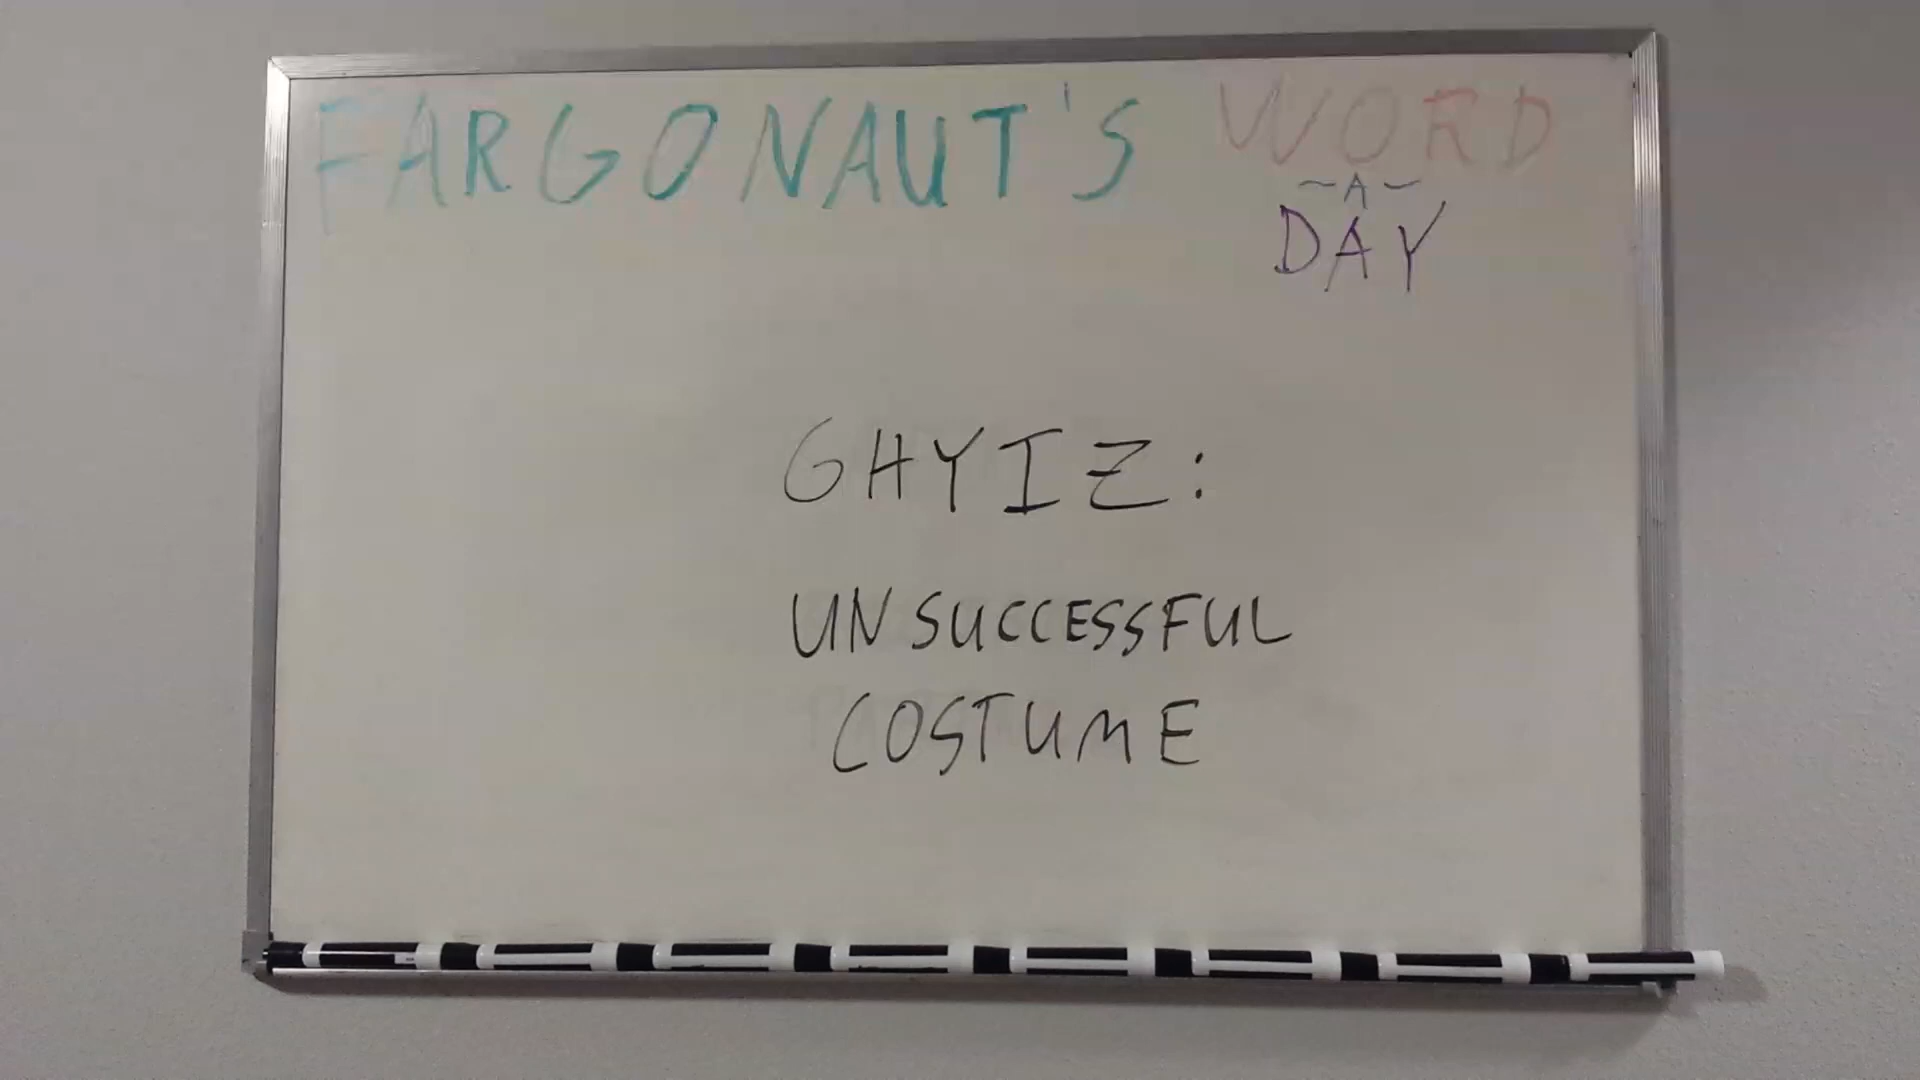 FARGONAUT'S WORD
~A~
DAY
GHYIZ:
UNSUCCESSFUL
COSTUME